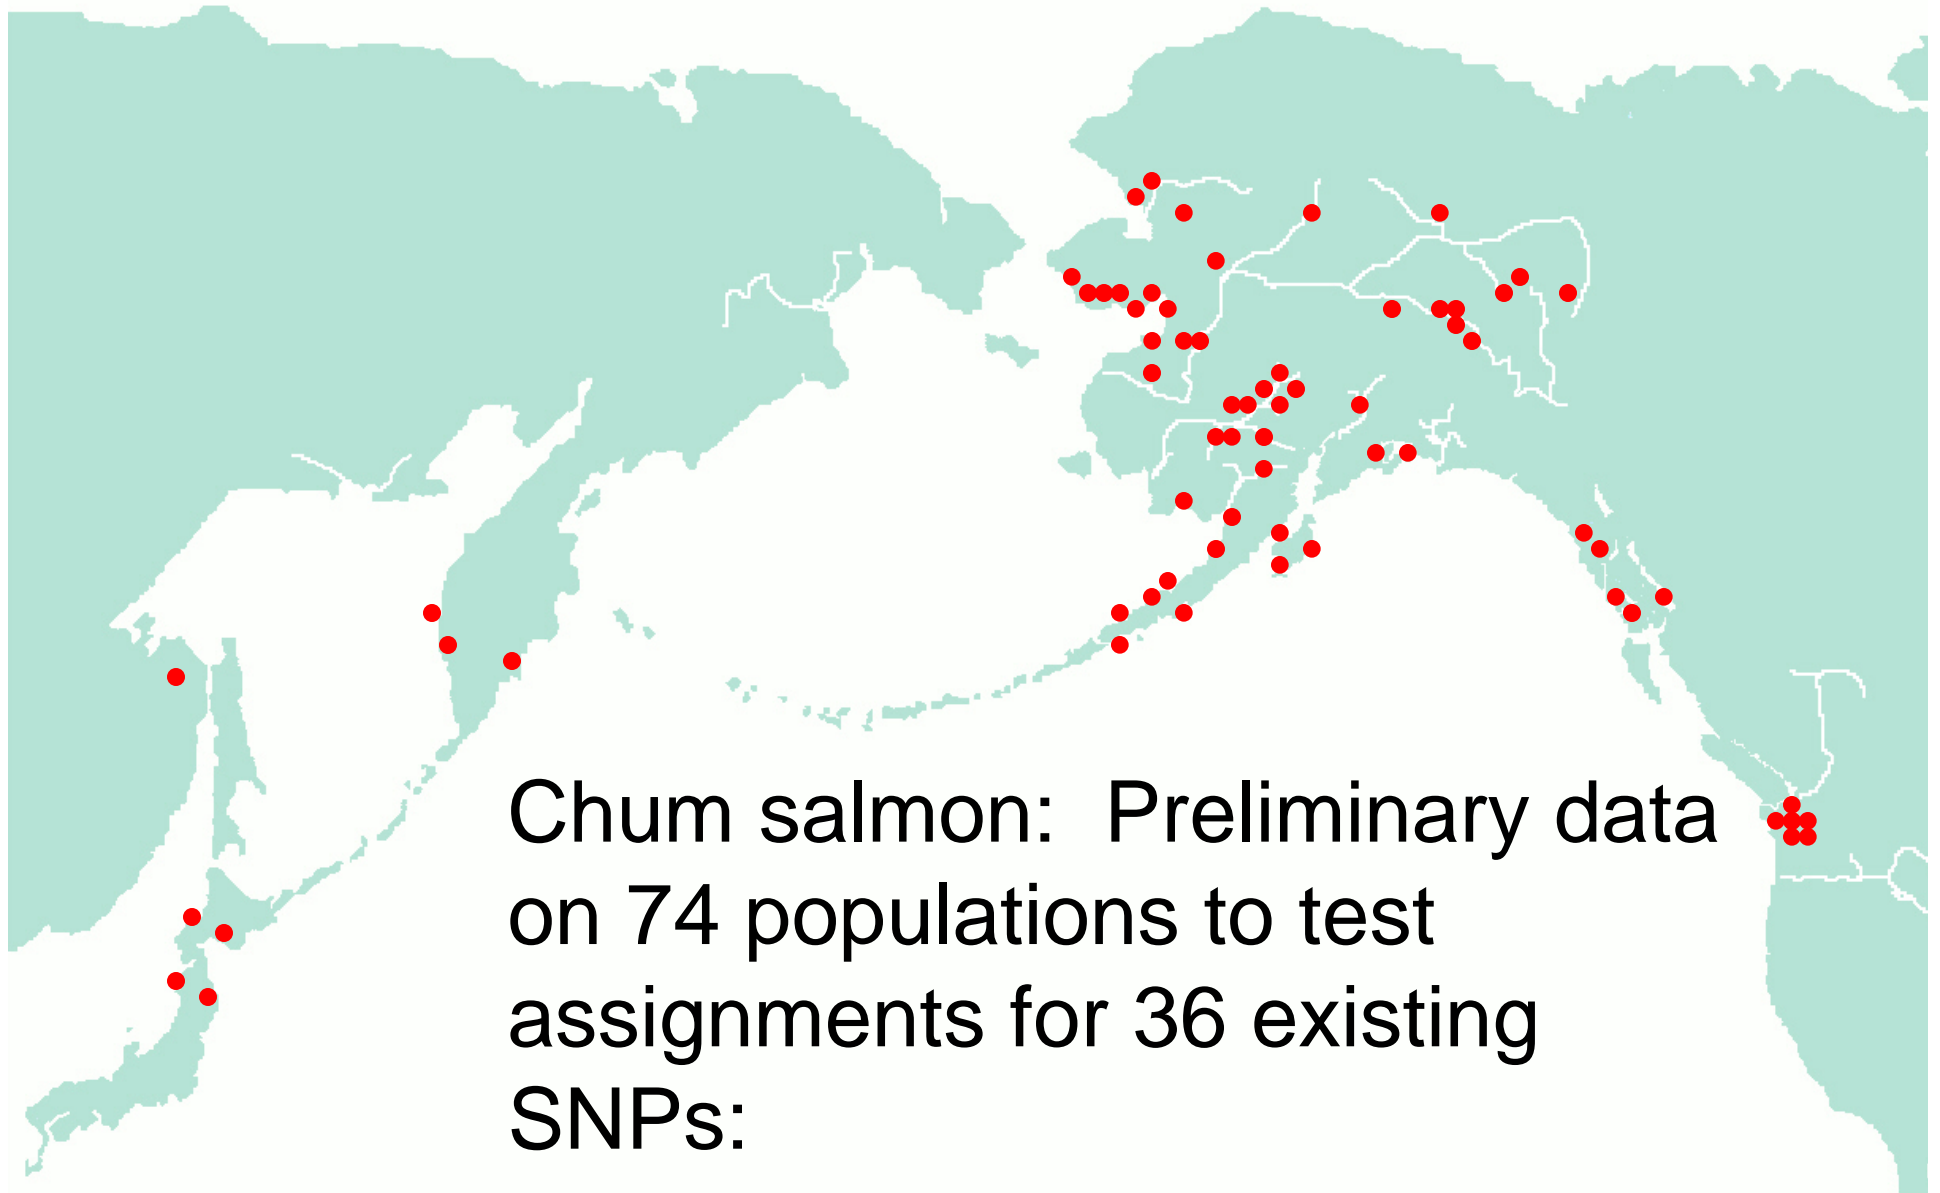 Chum salmon:  Preliminary data
on 74 populations to test
assignments for 36 existing
SNPs: